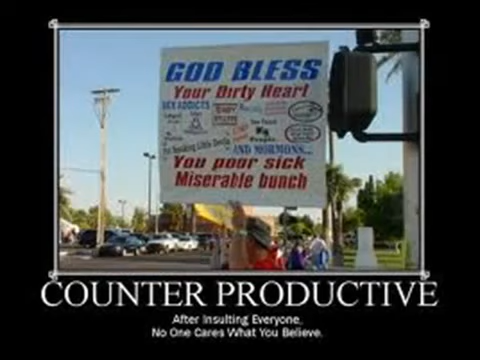 GOD BLESS
Your Dirty Heart
SEX ADDICTS
AND MORMONS...
You poor sick
Miserable bunch
COUNTER PRODUCTIVE
After Insulting Everyone,
No One Cares What You Believe.